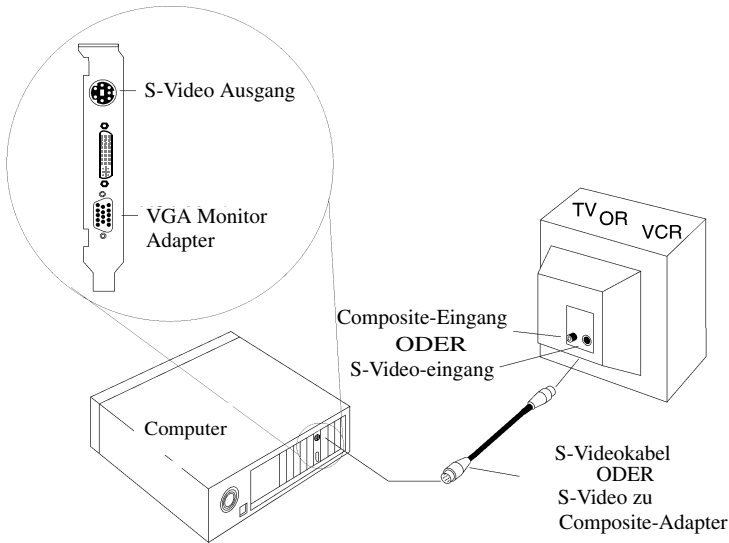 S-Video Ausgang
VGA Monitor
Adapter
TV OR VCR
Composite-Eingang
ODER
S-Video-eingang
Computer
S-Videokabel
ODER
S-Video zu
Composite-Adapter